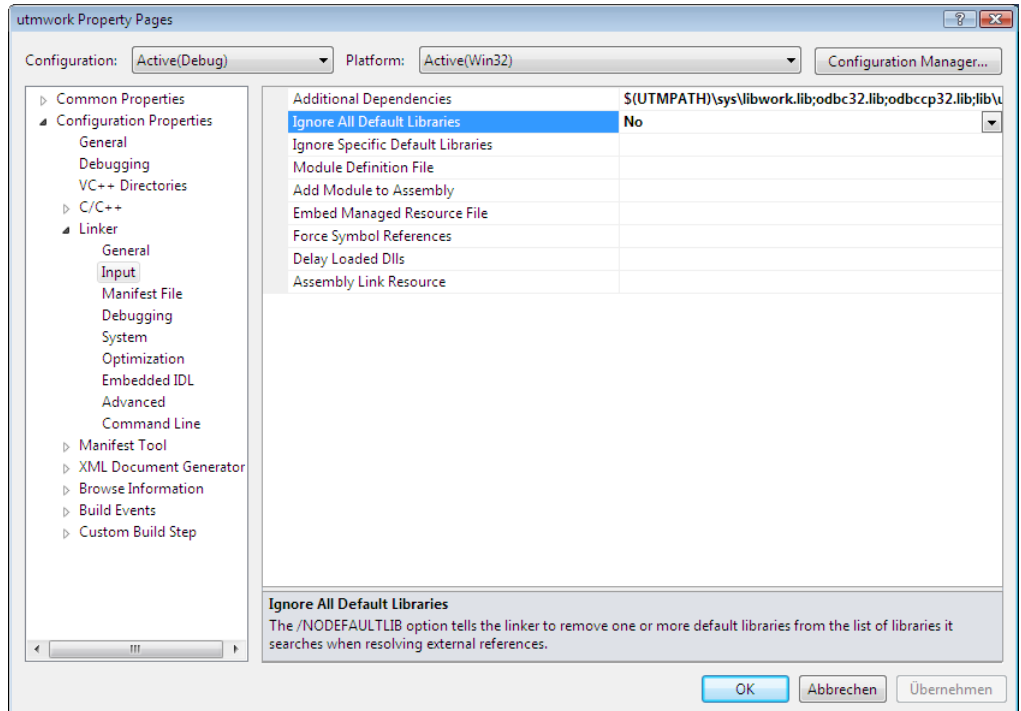 utmwork Property Pages
Configuration: Active(Debug) Platform: Active(Win32) Configuration Manager...
Common Properties
Configuration Properties
General
Debugging
VC++ Directories
C/C++
Linker
General
Input
Manifest File
Debugging
System
Optimization
Embedded IDL
Advanced
Command Line
Manifest Tool
XML Document Generator
Browse Information
Build Events
Custom Build Step
Additional Dependencies $(UTMPATH)\sys\libwork.lib;odbc32.lib;odbccp32.lib;lib\u
Ignore All Default Libraries No
Ignore Specific Default Libraries
Module Definition File
Add Module to Assembly
Embed Managed Resource File
Force Symbol References
Delay Loaded Dlls
Assembly Link Resource
Ignore All Default Libraries
The /NODEFAULTLIB option tells the linker to remove one or more default libraries from the list of libraries it
searches when resolving external references.
OK Abbrechen Übernehmen